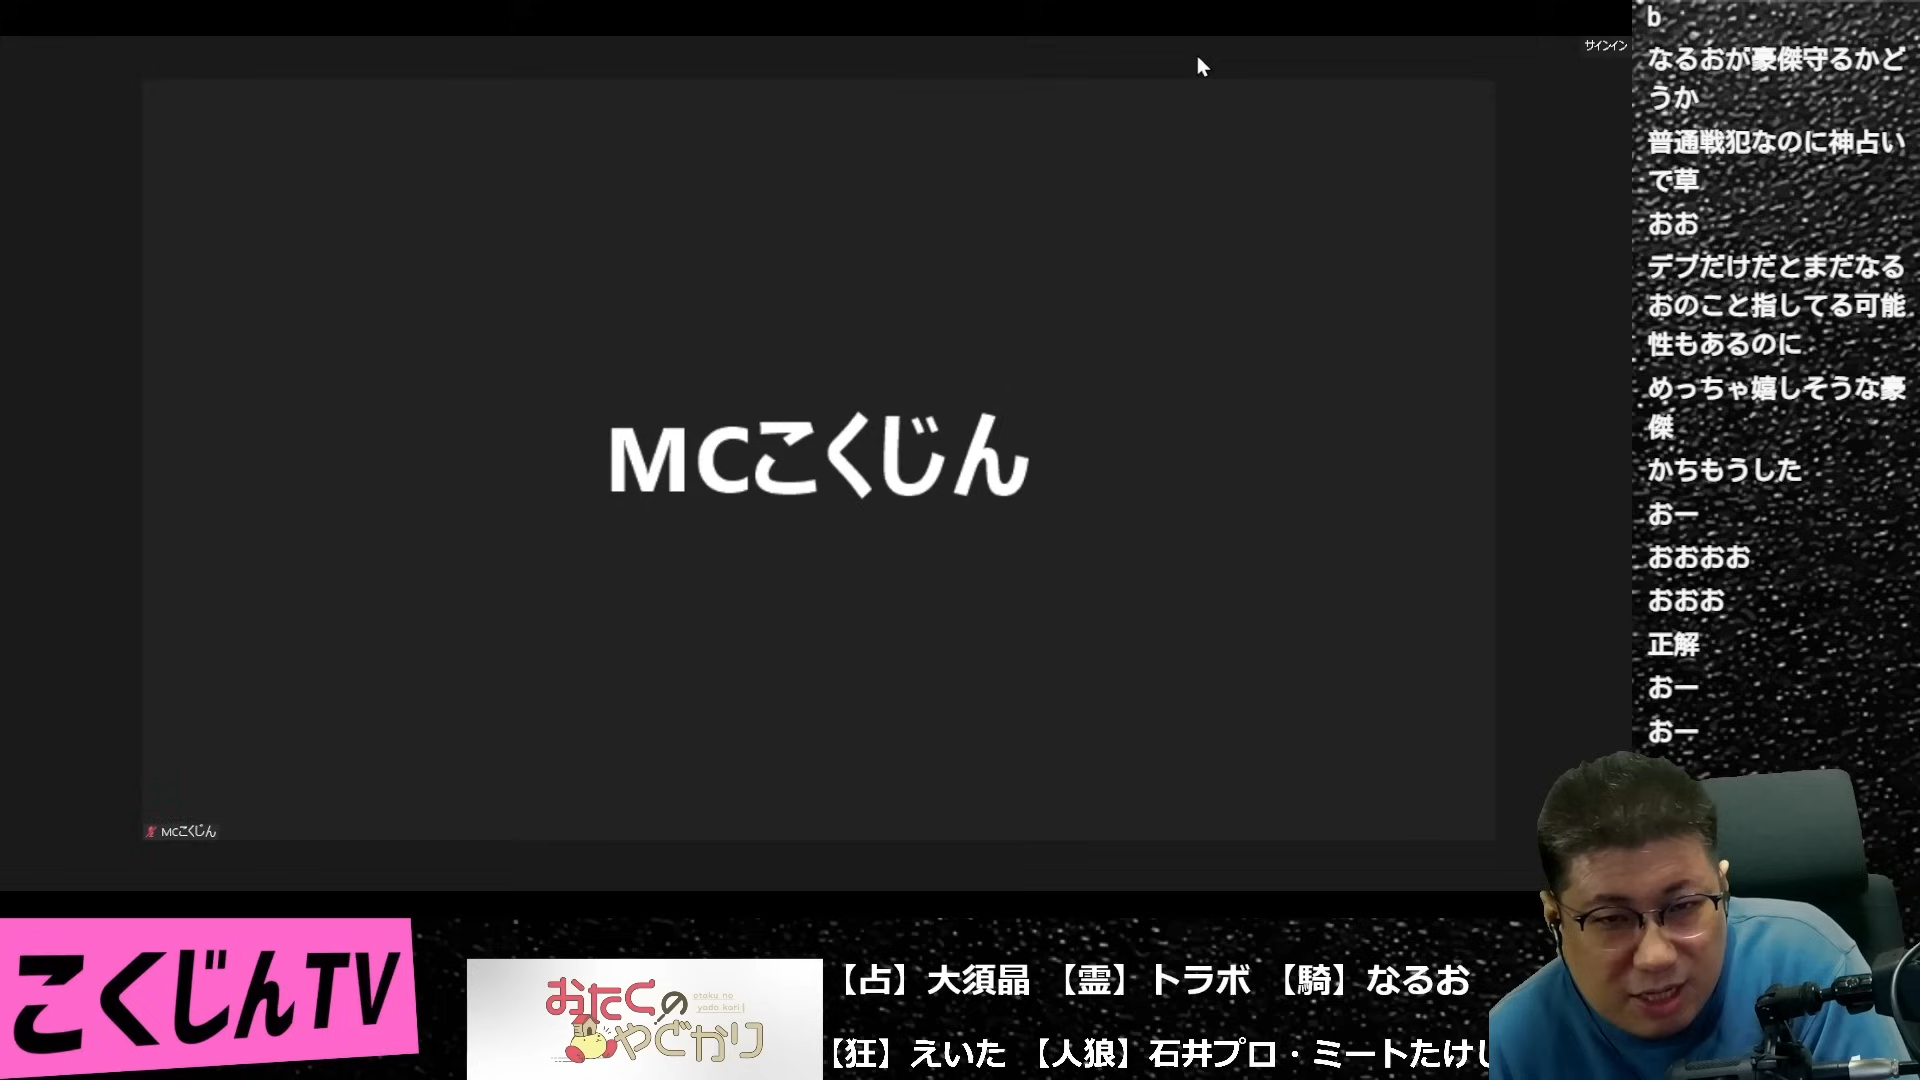 サインイン
MCこくじん
MCこくじん
b
なるおが豪傑守るかど
うか
普通戦犯なのに神占い
で草
おお
デブだけだとまだなる
おのこと指してる可能
性もあるのに
めっちゃ嬉しそうな豪
傑
かちもうした
おー
おおおお
おおお
正解
おー
おー
こくじんTV
おたくの
otaku no
yado kari
やどかり
【占】大須晶 【霊】トラボ 【騎】なるお
【狂】えいた 【人狼】石井プロ・ミートたけし